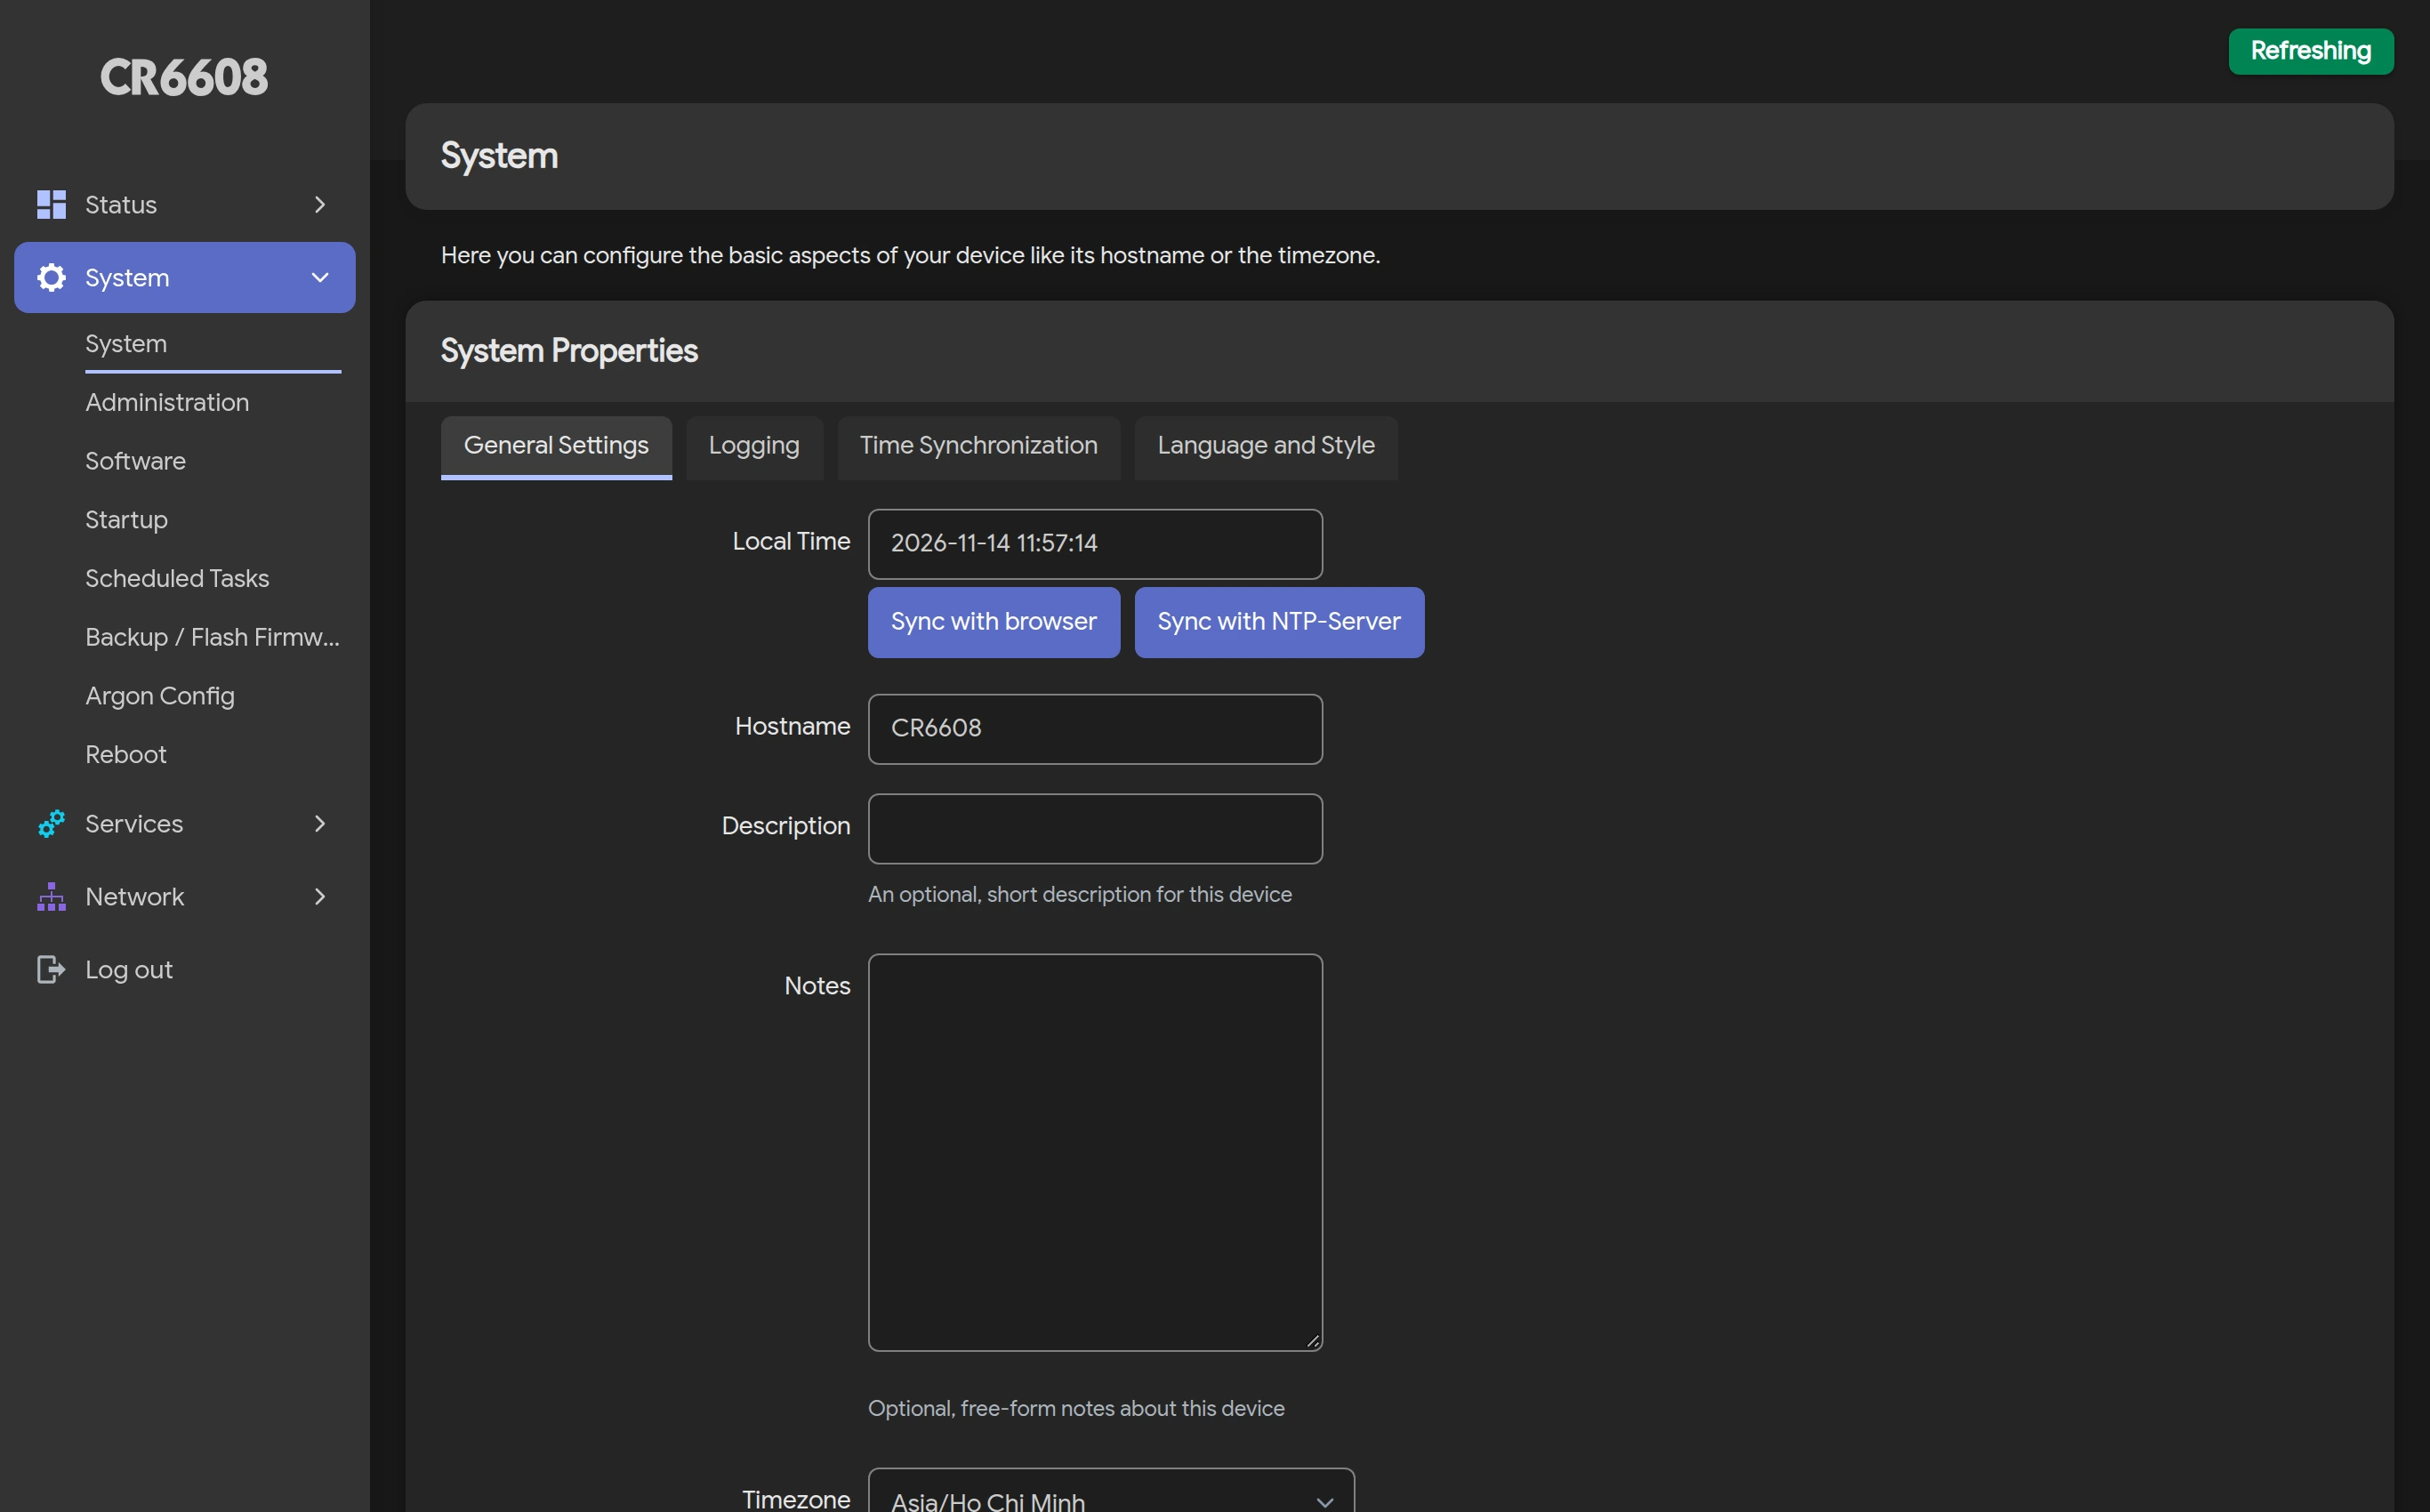 CR6608
Status
System
System
Administration
Software
Startup
Scheduled Tasks
Backup / Flash Firmw...
Argon Config
Reboot
Services
Network
Log out
Refreshing
System
Here you can configure the basic aspects of your device like its hostname or the timezone.
System Properties
General Settings
Logging
Time Synchronization
Language and Style
Local Time
2026-11-14 11:57:14
Sync with browser
Sync with NTP-Server
Hostname
CR6608
Description
An optional, short description for this device
Notes
Optional, free-form notes about this device
Timezone
Asia/Ho Chi Minh